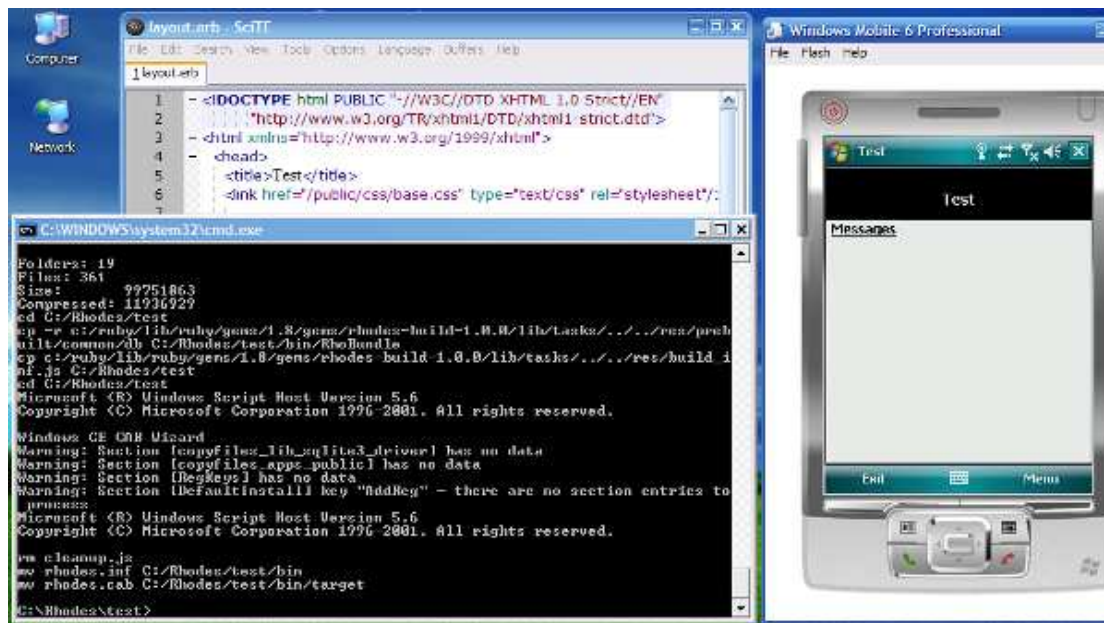 Computer
Network
layout.erb - SciTE
File Edit Search View Tools Options Language Buffers Help
1 layout.erb
1 - <!DOCTYPE html PUBLIC "-//W3C//DTD XHTML 1.0 Strict//EN"
2 "http://www.w3.org/TR/xhtml1/DTD/xhtml1-strict.dtd">
3 - <html xmlns="http://www.w3.org/1999/xhtml">
4 - <head>
5 <title>Test</title>
6 <link href="/public/css/base.css" type="text/css" rel="stylesheet"/>
7
C:\WINDOWS\system32\cmd.exe
Folders: 19
Files: 361
Size: 99751863
Compressed: 11936929
cd C:/Rhodes/test
cp -r c:/ruby/lib/ruby/gems/1.8/gems/rhodes-build-1.0.0/lib/tasks/../../res/preb
uilt/common/db C:/Rhodes/test/bin/RhoBundle
cp c:/ruby/lib/ruby/gems/1.8/gems/rhodes-build-1.0.0/lib/tasks/../../res/build_i
nf.js C:/Rhodes/test
cd C:/Rhodes/test
Microsoft (R) Windows Script Host Version 5.6
Copyright (C) Microsoft Corporation 1996-2001. All rights reserved.
Windows CE CAB Wizard
Warning: Section [copyfiles_lib_sqlite3_driver] has no data
Warning: Section [copyfiles_apps_public] has no data
Warning: Section [RegKeys] has no data
Warning: Section [DefaultInstall] key "AddReg" - there are no section entries to
process
Microsoft (R) Windows Script Host Version 5.6
Copyright (C) Microsoft Corporation 1996-2001. All rights reserved.
rm cleanup.js
mv rhodes.inf C:/Rhodes/test/bin
mv rhodes.cab C:/Rhodes/test/bin/target
C:\Rhodes\test>
Windows Mobile 6 Professional
File Flash Help
Test
Test
Messages
Exit
Menu